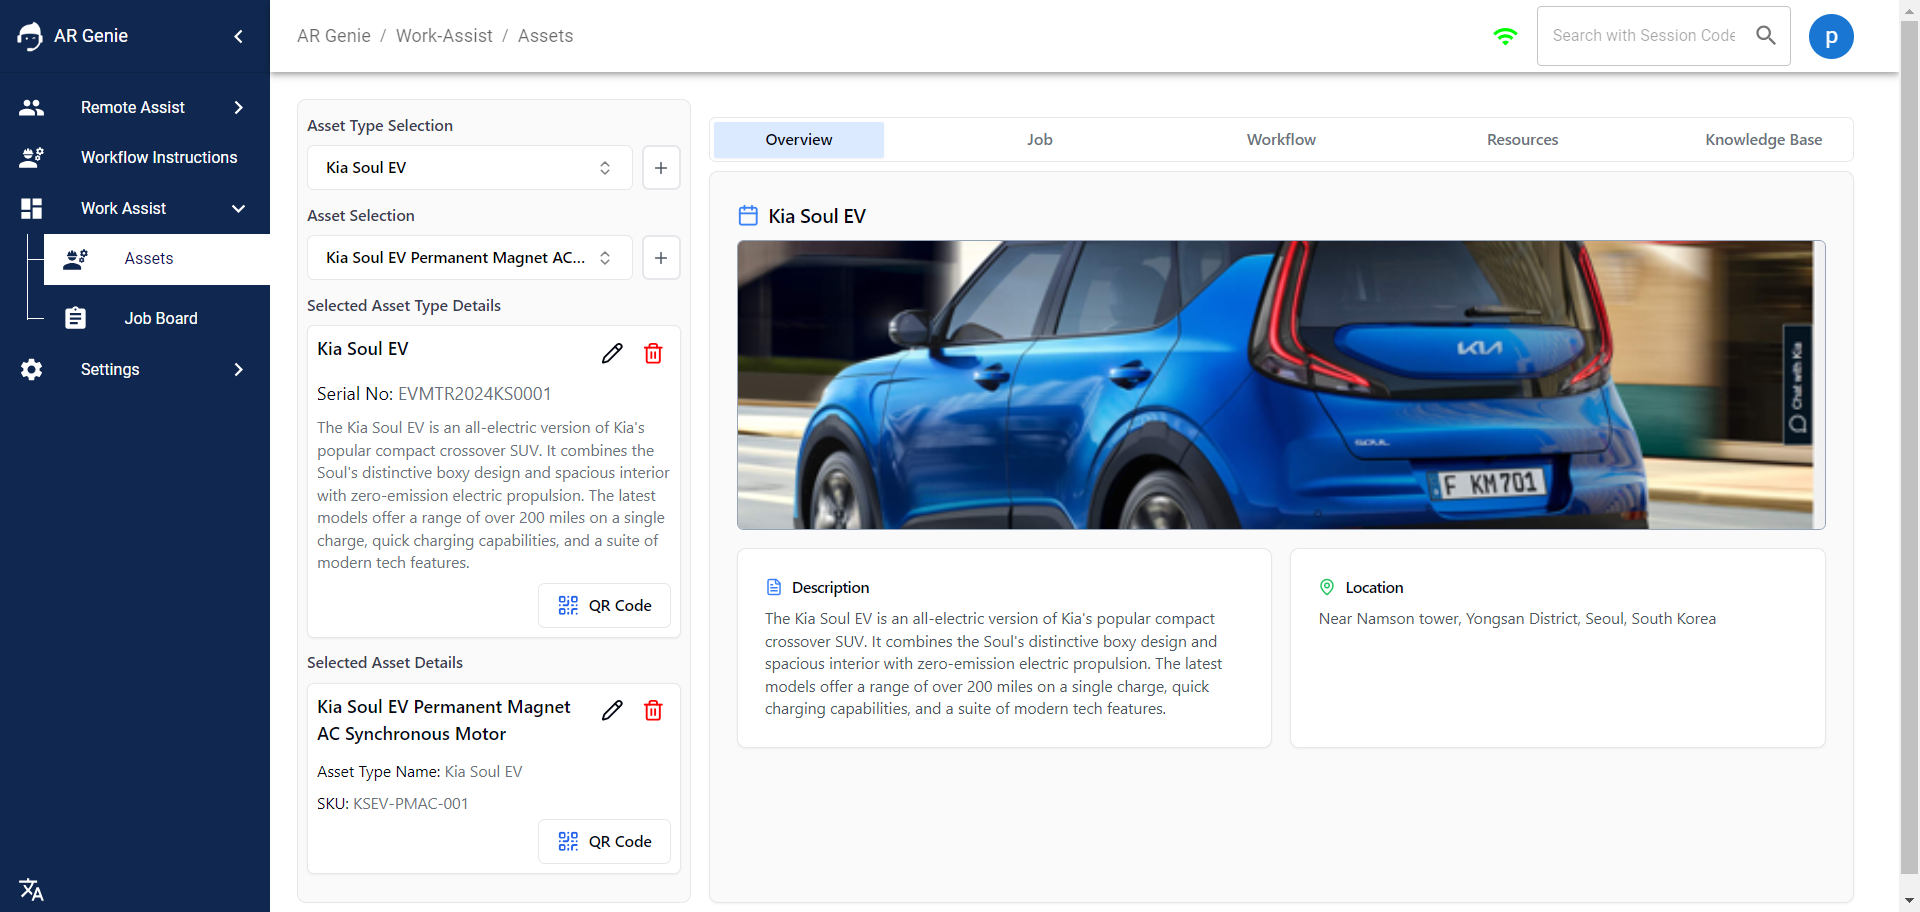 AR Genie
AR Genie / Work-Assist / Assets
Search with Session Code
p
Remote Assist
Workflow Instructions
Work Assist
Assets
Job Board
Settings
Asset Type Selection
Kia Soul EV
Asset Selection
Kia Soul EV Permanent Magnet AC...
Selected Asset Type Details
Kia Soul EV
Serial No: EVMTR2024KS0001
The Kia Soul EV is an all-electric version of Kia's
popular compact crossover SUV. It combines the
Soul's distinctive boxy design and spacious interior
with zero-emission electric propulsion. The latest
models offer a range of over 200 miles on a single
charge, quick charging capabilities, and a suite of
modern tech features.
QR Code
Selected Asset Details
Kia Soul EV Permanent Magnet
AC Synchronous Motor
Asset Type Name: Kia Soul EV
SKU: KSEV-PMAC-001
QR Code
Overview
Job
Workflow
Resources
Knowledge Base
Kia Soul EV
KIA
SOUL
F KM701
Chat with Kia
Description
The Kia Soul EV is an all-electric version of Kia's popular compact
crossover SUV. It combines the Soul's distinctive boxy design and
spacious interior with zero-emission electric propulsion. The latest
models offer a range of over 200 miles on a single charge, quick
charging capabilities, and a suite of modern tech features.
Location
Near Namson tower, Yongsan District, Seoul, South Korea